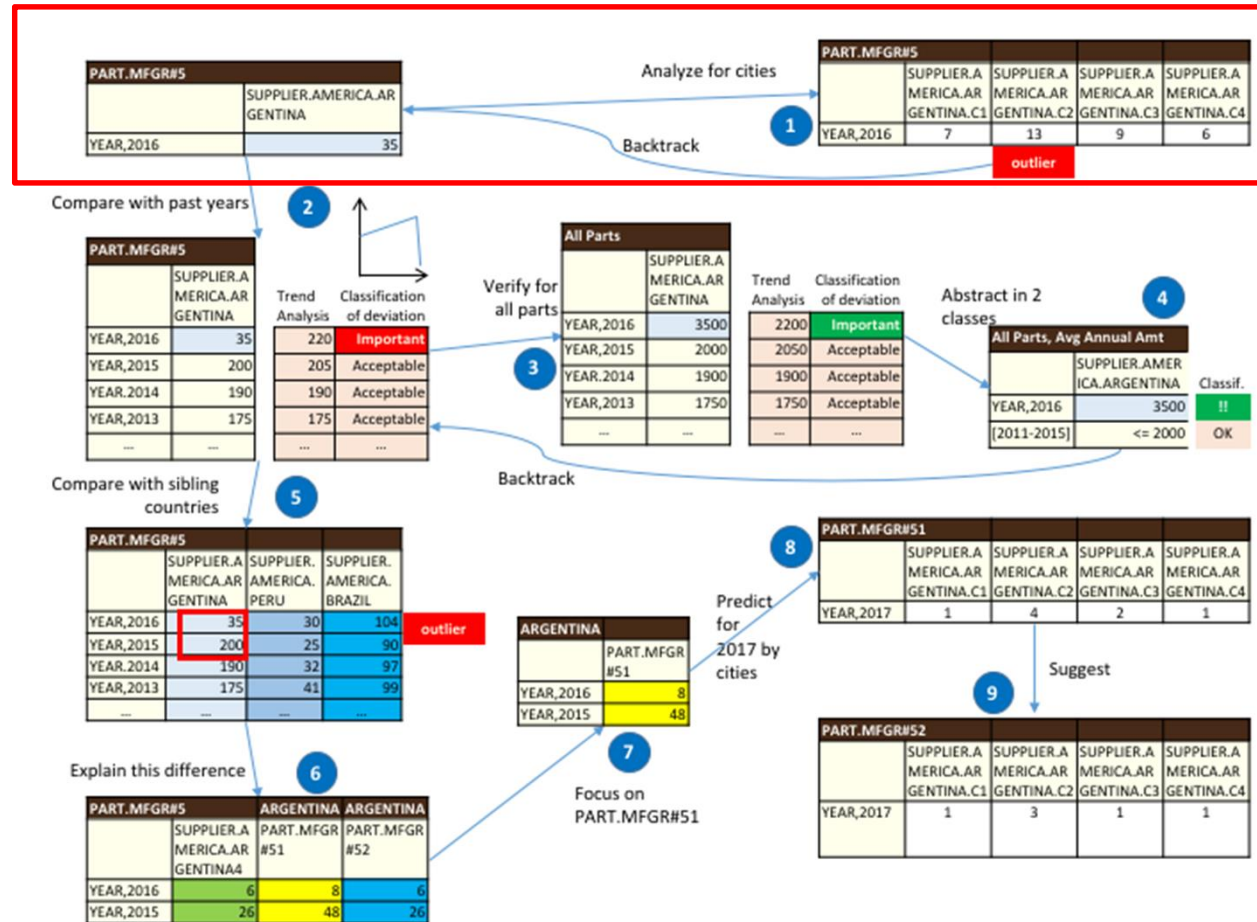 PART.MFGR#5
SUPPLIER.AMERICA.AR
GENTINA
YEAR,2016 35
Analyze for cities
Backtrack
1
PART.MFGR#5
SUPPLIER.A SUPPLIER.A SUPPLIER.A SUPPLIER.A
MERICA.AR MERICA.AR MERICA.AR MERICA.AR
GENTINA.C1 GENTINA.C2 GENTINA.C3 GENTINA.C4
YEAR,2016 7 13 9 6
outlier
Compare with past years
2
PART.MFGR#5
SUPPLIER.A
MERICA.AR
GENTINA
YEAR,2016 35
YEAR,2015 200
YEAR.2014 190
YEAR,2013 175
... ...
Trend Classification
Analysis of deviation
220 Important
205 Acceptable
190 Acceptable
175 Acceptable
... ...
Verify for
all parts
3
All Parts
SUPPLIER.A
MERICA.AR
GENTINA
YEAR,2016 3500
YEAR,2015 2000
YEAR.2014 1900
YEAR,2013 1750
... ...
Trend Classification
Analysis of deviation
2200 Important
2050 Acceptable
1900 Acceptable
1750 Acceptable
... ...
Abstract in 2
classes
4
All Parts, Avg Annual Amt
SUPPLIER.AMER
ICA.ARGENTINA Classif.
YEAR,2016 3500 !!
[2011-2015] <= 2000 OK
Backtrack
Compare with sibling
countries
5
PART.MFGR#5
SUPPLIER.A SUPPLIER. SUPPLIER.
MERICA.AR AMERICA. AMERICA.
GENTINA PERU BRAZIL
YEAR,2016 35 30 104
YEAR,2015 200 25 90
YEAR.2014 190 32 97
YEAR,2013 175 41 99
... ... ...
outlier
Explain this difference
6
PART.MFGR#5 ARGENTINA ARGENTINA
SUPPLIER.A PART.MFGR PART.MFGR
MERICA.AR #51 #52
GENTINA4
YEAR,2016 6 8 6
YEAR,2015 26 48 26
ARGENTINA
PART.MFGR
#51
YEAR,2016 8
YEAR,2015 48
7
Focus on
PART.MFGR#51
Predict
for
2017 by
cities
8
PART.MFGR#51
SUPPLIER.A SUPPLIER.A SUPPLIER.A SUPPLIER.A
MERICA.AR MERICA.AR MERICA.AR MERICA.AR
GENTINA.C1 GENTINA.C2 GENTINA.C3 GENTINA.C4
YEAR,2017 1 4 2 1
Suggest
9
PART.MFGR#52
SUPPLIER.A SUPPLIER.A SUPPLIER.A SUPPLIER.A
MERICA.AR MERICA.AR MERICA.AR MERICA.AR
GENTINA.C1 GENTINA.C2 GENTINA.C3 GENTINA.C4
YEAR,2017 1 3 1 1